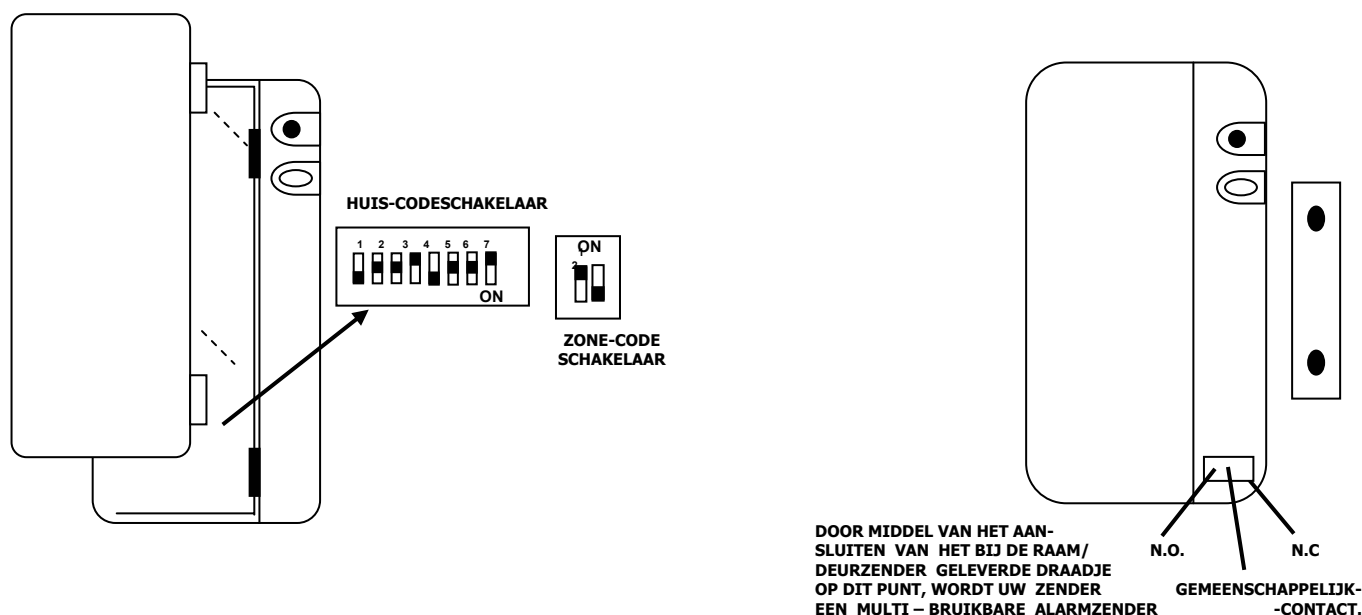 HUIS-CODESCHAKELAAR
1 2 3 4 5 6 7
ON
ON
1
2
ZONE-CODE
SCHAKELAAR
DOOR MIDDEL VAN HET AAN-
SLUITEN VAN HET BIJ DE RAAM/
DEURZENDER GELEVERDE DRAADJE
OP DIT PUNT, WORDT UW ZENDER
EEN MULTI – BRUIKBARE ALARMZENDER
N.O.
N.C
GEMEENSCHAPPELIJK-
-CONTACT.